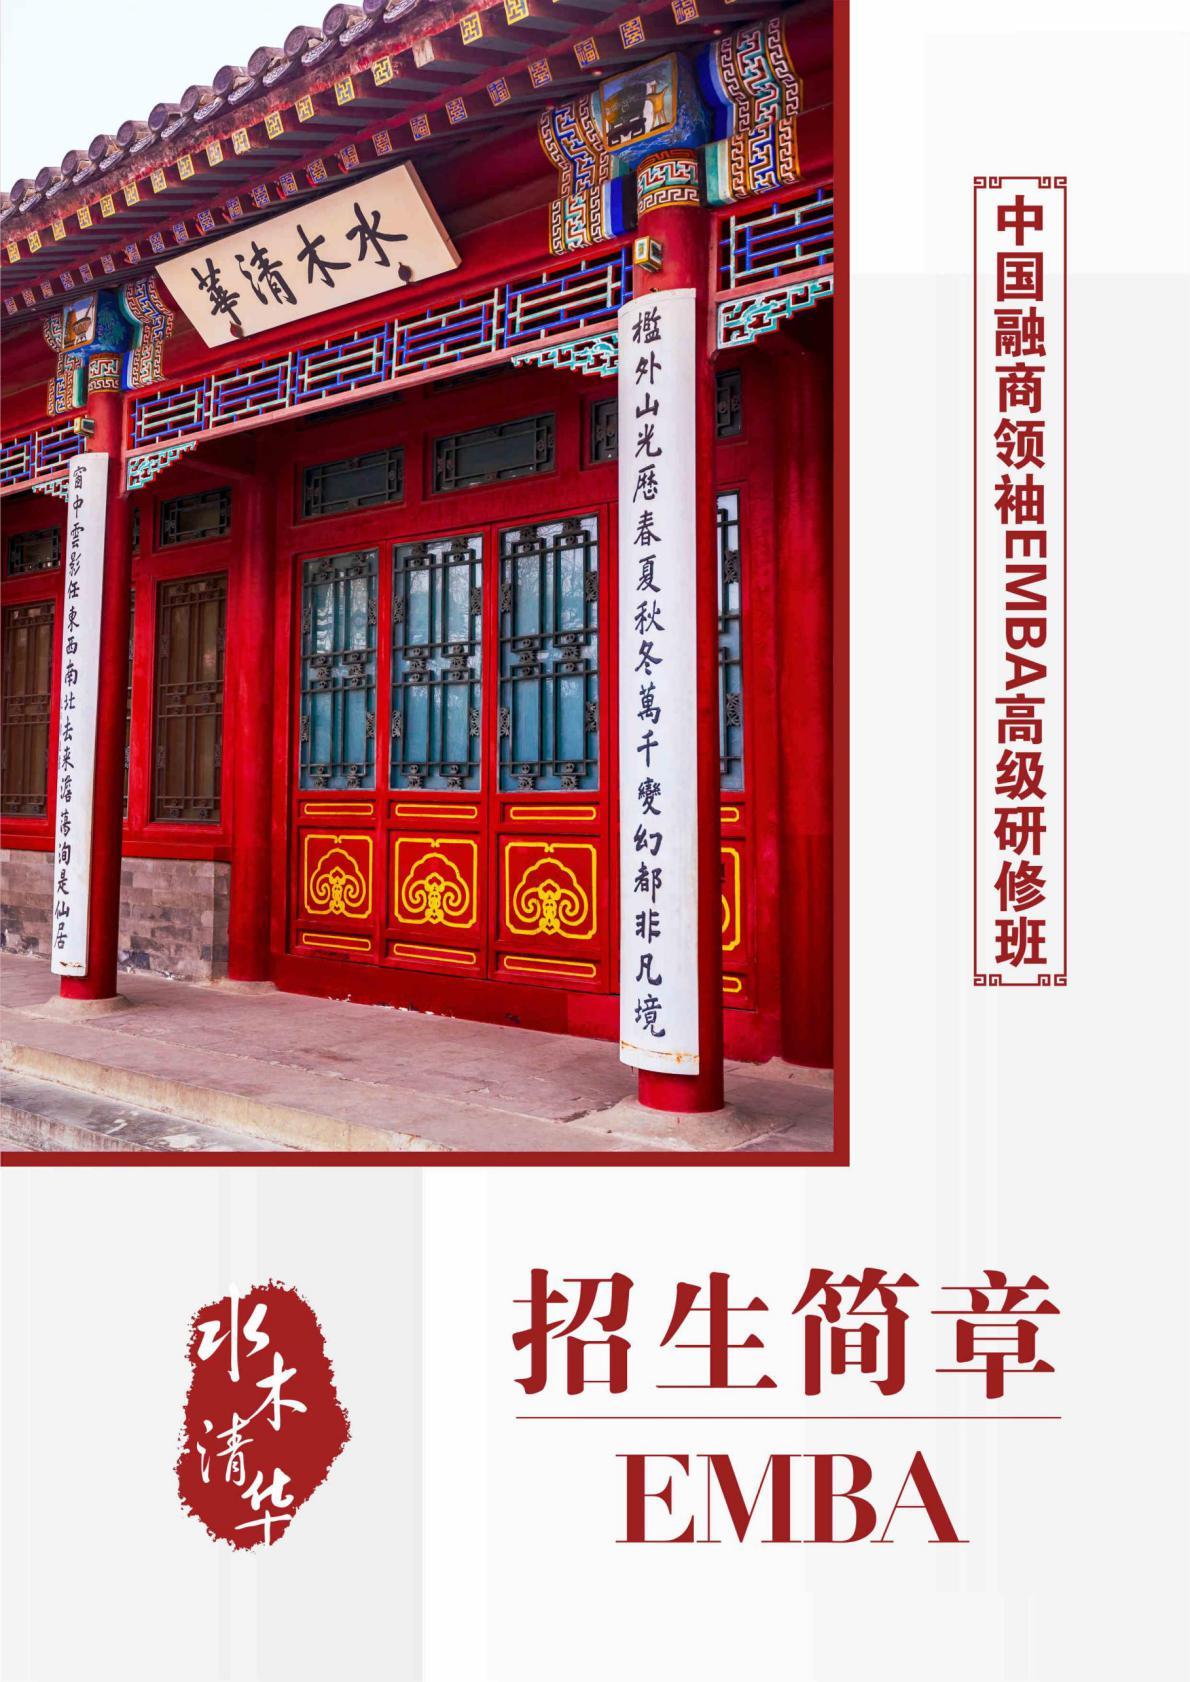 水木清華
檻外山光歷春夏秋冬萬千變幻都非凡境
窗中雲影任東西南北去來澹蕩洵是仙居
中国融商领袖EMBA高级研修班
水木清华
招生简章
EMBA